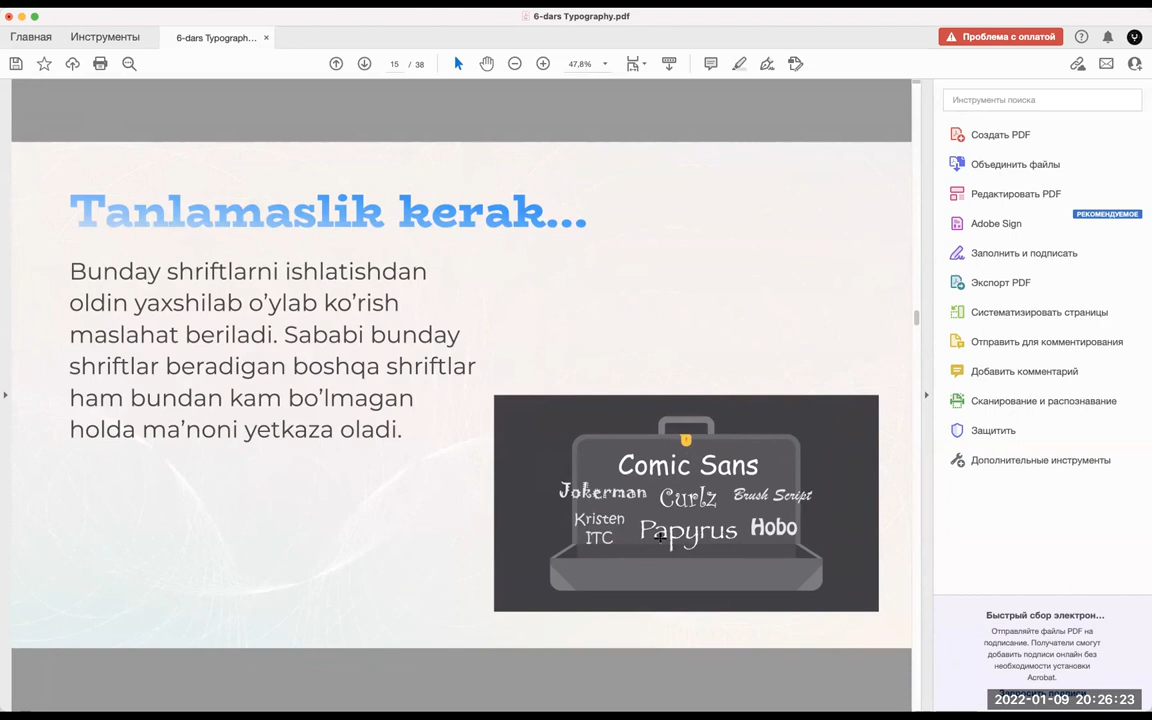 6-dars Typography.pdf
Главная
Инструменты
6-dars Typograph...
Проблема с оплатой
15 / 38
47,8%
Инструменты поиска
Создать PDF
Объединить файлы
Редактировать PDF
РЕКОМЕНДУЕМОЕ
Adobe Sign
Заполнить и подписать
Экспорт PDF
Систематизировать страницы
Отправить для комментирования
Добавить комментарий
Сканирование и распознавание
Защитить
Дополнительные инструменты
Tanlamaslik kerak...
Bunday shriftlarni ishlatishdan
oldin yaxshilab o’ylab ko’rish
maslahat beriladi. Sababi bunday
shriftlar beradigan boshqa shriftlar
ham bundan kam bo’lmagan
holda ma’noni yetkaza oladi.
Comic Sans
Jokerman
Curlz
Brush Script
Kristen
ITC
Papyrus
Hobo
Быстрый сбор электрон...
Отправляйте файлы PDF на
подписание. Получатели смогут
добавить подписи онлайн без
необходимости установки
Acrobat.
2022-01-09 20:26:23